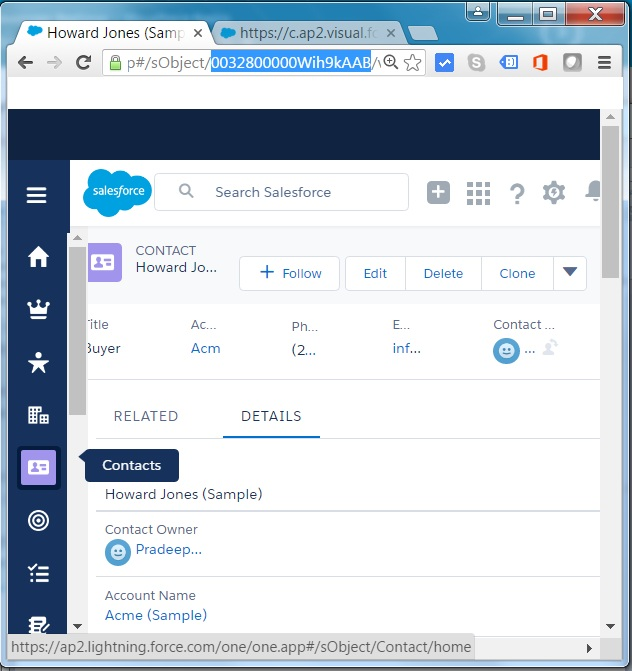 Howard Jones (Samp
https://c.ap2.visual.fo
p#/sObject/0032800000Wih9kAAB/
salesforce
Search Salesforce
CONTACT
Howard Jo...
Follow
Edit
Delete
Clone
Title
Ac...
Ph...
E...
Contact ...
Buyer
Acm
(2...
inf...
...
RELATED
DETAILS
Contacts
Howard Jones (Sample)
Contact Owner
Pradeep...
Account Name
Acme (Sample)
https://ap2.lightning.force.com/one/one.app#/sObject/Contact/home